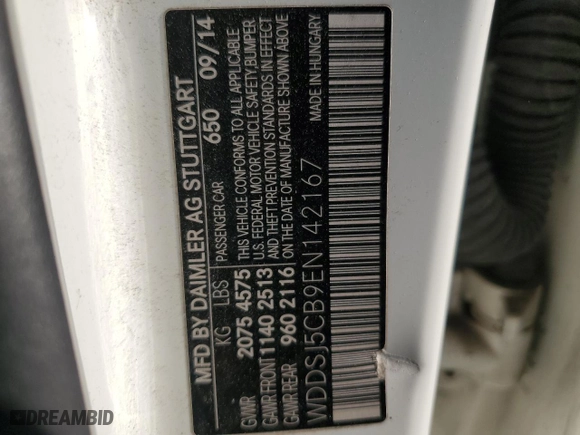 MFD BY DAIMLER AG STUTTGART
KG LBS PASSENGER CAR 650 09/14
GVWR 2075 4575 THIS VEHICLE CONFORMS TO ALL APPLICABLE
GAWR FRONT 1140 2513 U.S. FEDERAL MOTOR VEHICLE SAFETY,BUMPER
AND THEFT PREVENTION STANDARDS IN EFFECT
GAWR REAR 960 2116 ON THE DATE OF MANUFACTURE SHOWN ABOVE
WDDSJ5CB9EN142167 MADE IN HUNGARY
DREAMBID